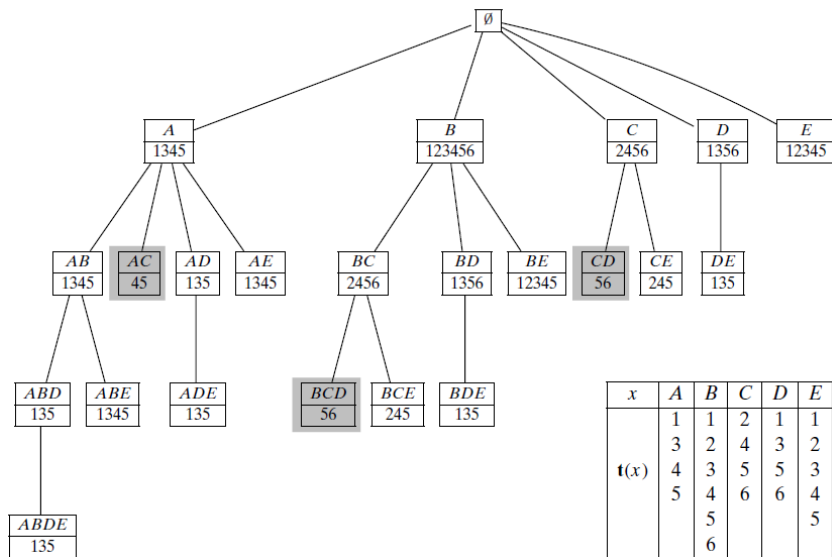 ∅
A B C D E
1345 123456 2456 1356 12345
AB AC AD AE BC BD BE CD CE DE
1345 45 135 1345 2456 1356 12345 56 245 135
ABD ABE ADE BCD BCE BDE
135 1345 135 56 245 135
x A B C D E
1 1 2 1 1
3 2 4 3 2
t(x) 4 3 5 5 3
5 4 6 6 4
5 5
6
ABDE
135